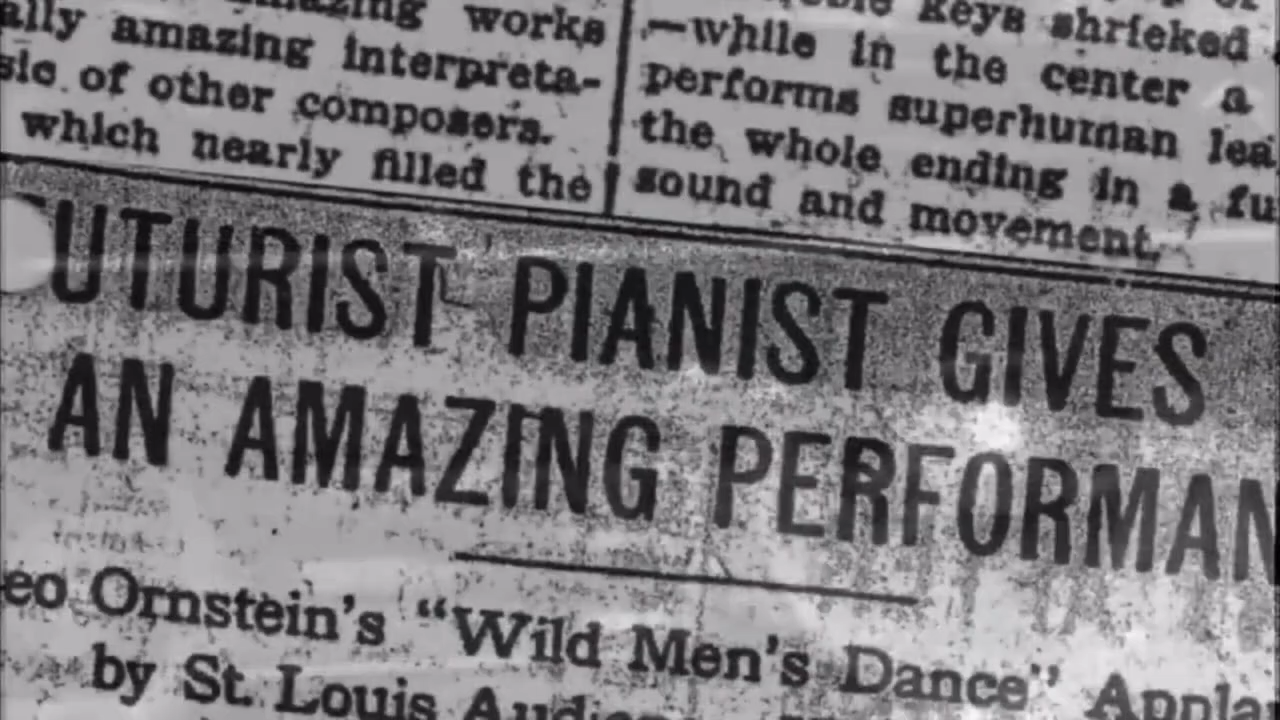 works
ally amazing interpreta-
sic of other composers.
which nearly filled the
keys shrieked
—while in the center a
performs superhuman lea
the whole ending in a fu
sound and movement.
UTURIST PIANIST GIVES
AN AMAZING PERFORMAN
eo Ornstein's “Wild Men's Dance” Appla
by St. Louis